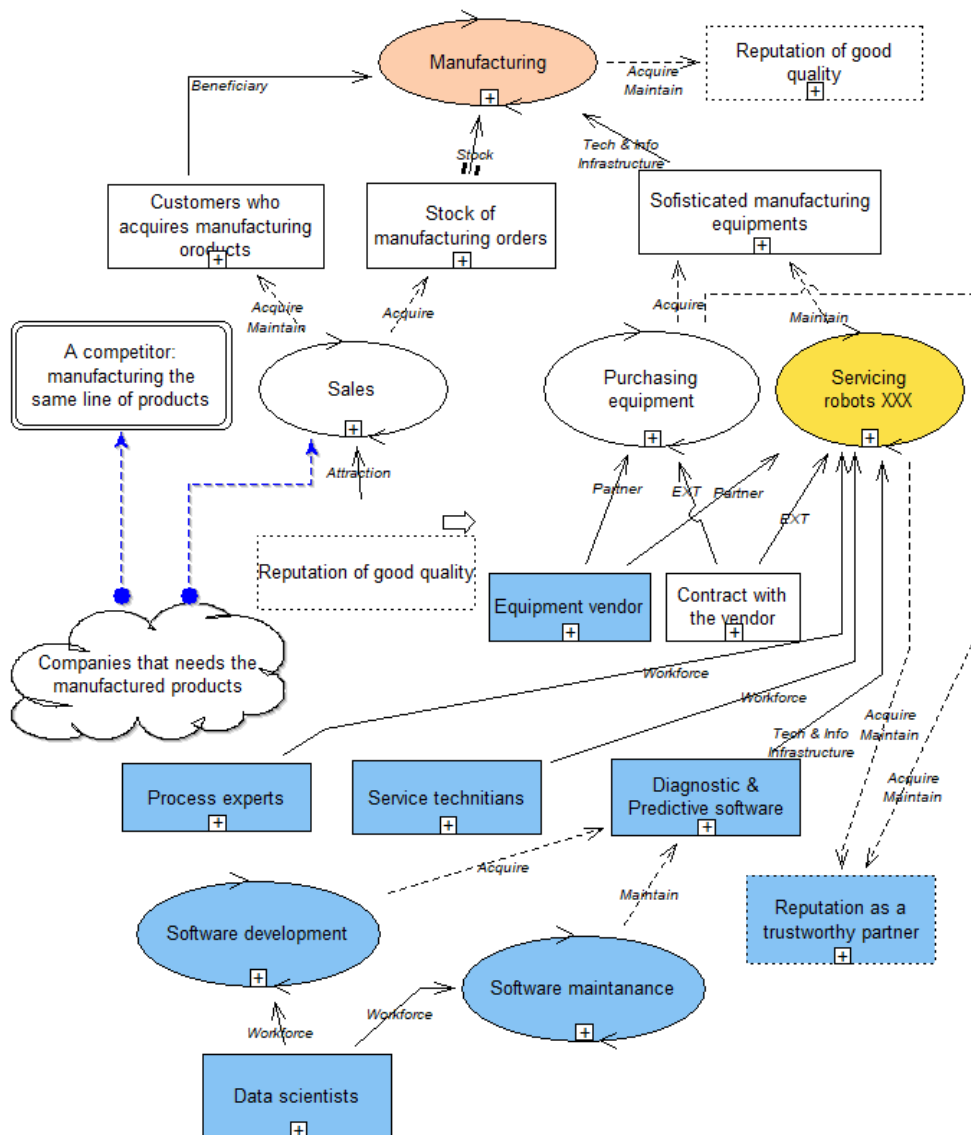 Manufacturing
Reputation of good
quality
Acquire
Maintain
Beneficiary
Stock
Tech & Info
Infrastructure
Customers who
acquires manufacturing
oroducts
Stock of
manufacturing orders
Sofisticated manufacturing
equipments
Acquire
Maintain
Acquire
Acquire
Maintain
A competitor:
manufacturing the
same line of products
Sales
Purchasing
equipment
Servicing
robots XXX
Attraction
Partner
EXT
Partner
EXT
Reputation of good quality
Equipment vendor
Contract with
the vendor
Companies that needs the
manufactured products
Workforce
Workforce
Tech & Info
Infrastructure
Acquire
Maintain
Acquire
Maintain
Process experts
Service technitians
Diagnostic &
Predictive software
Acquire
Maintain
Software development
Software maintanance
Reputation as a
trustworthy partner
Workforce
Workforce
Data scientists